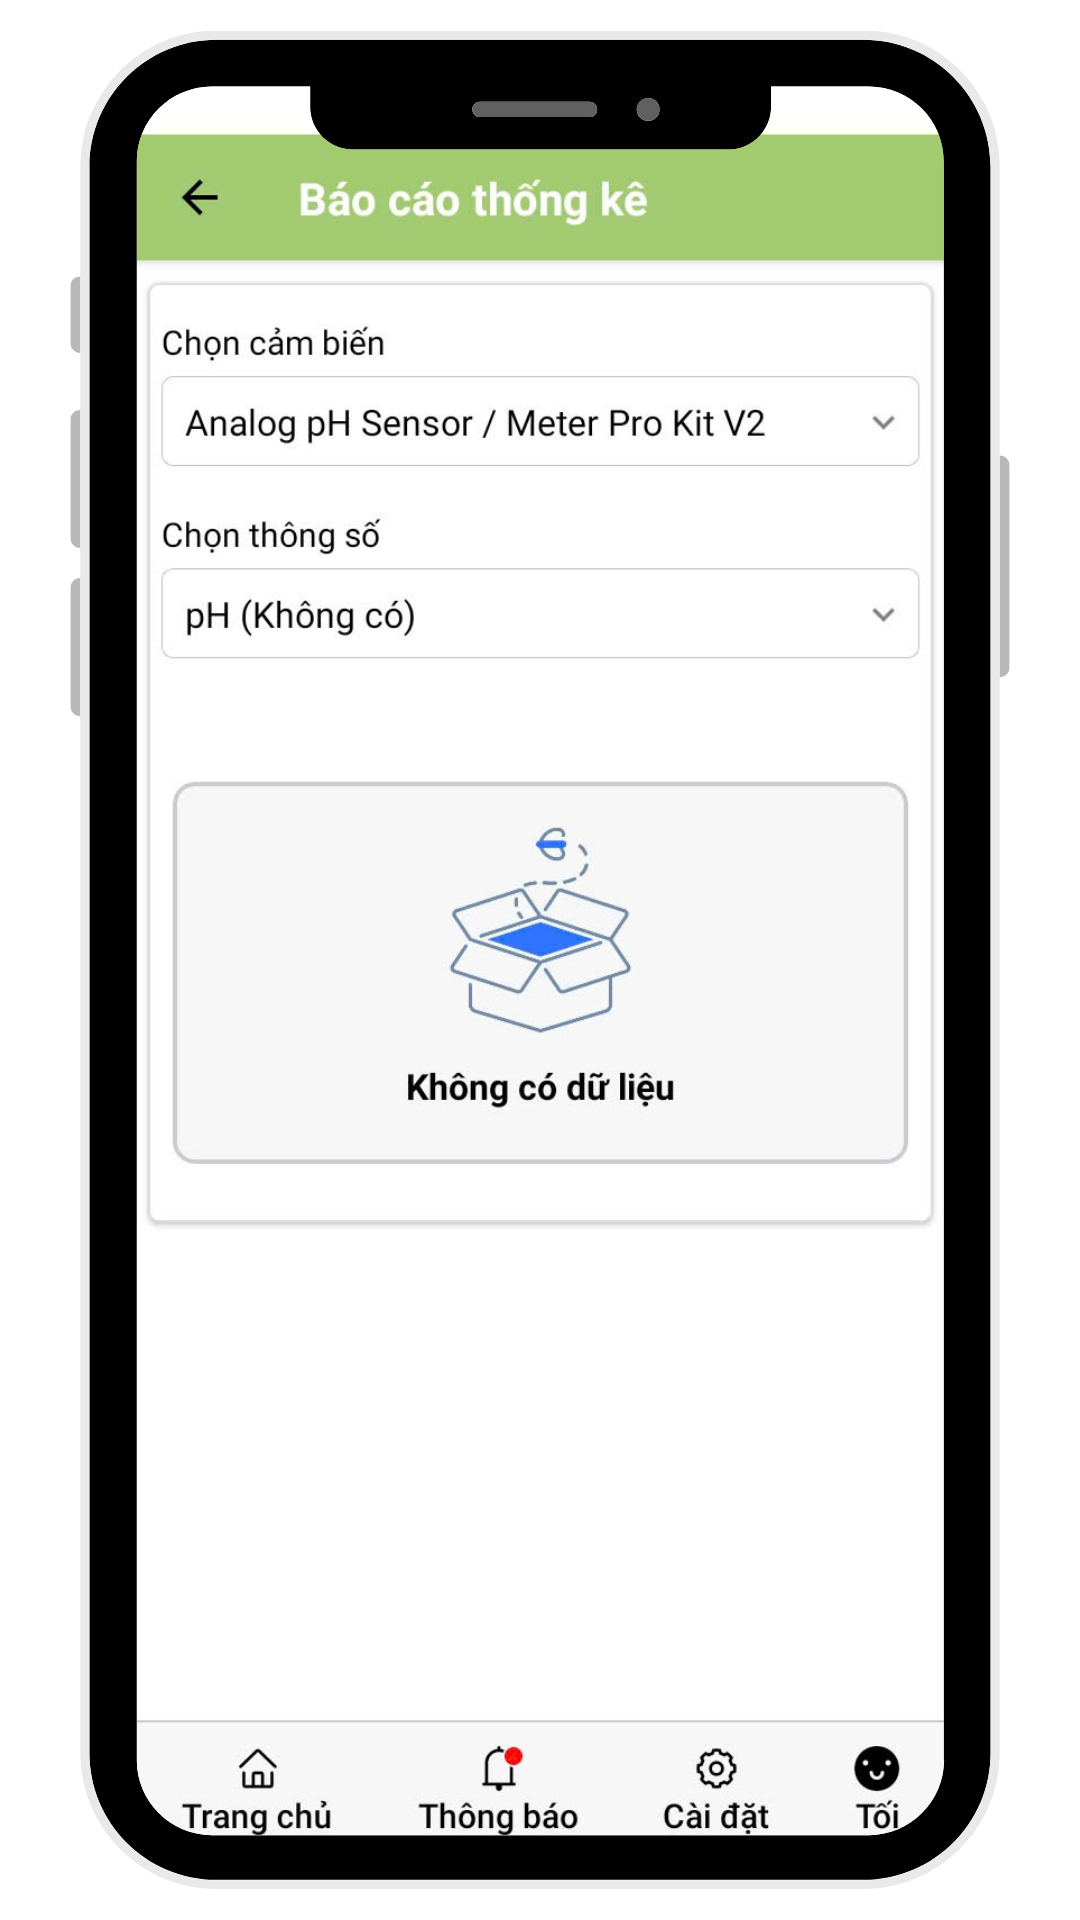 Báo cáo thống kê
Chọn cảm biến
Analog pH Sensor / Meter Pro Kit V2
Chọn thông số
pH (Không có)
Không có dữ liệu
Trang chủ
Thông báo
Cài đặt
Tối